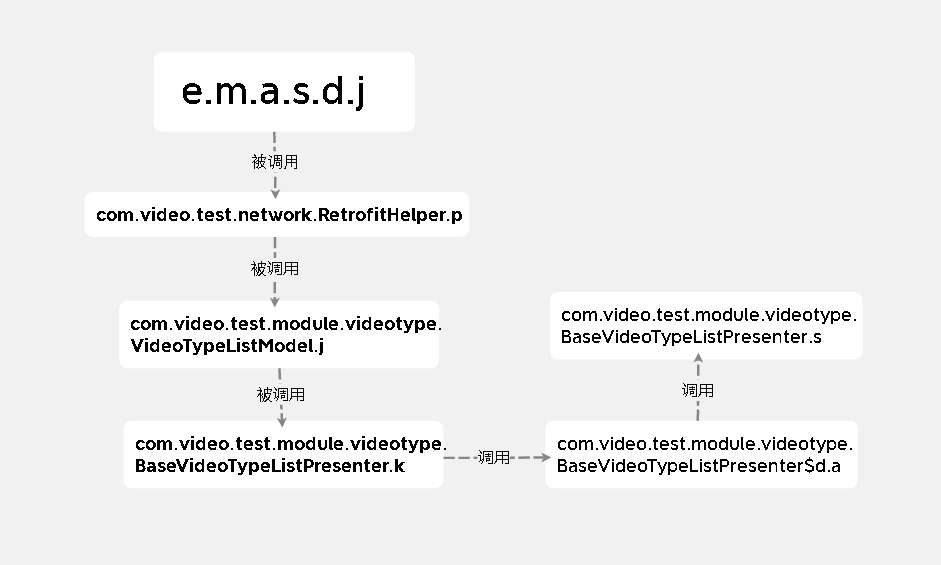 e.m.a.s.d.j
被调用
com.video.test.network.RetrofitHelper.p
被调用
com.video.test.module.videotype.
VideoTypeListModel.j
被调用
com.video.test.module.videotype.
BaseVideoTypeListPresenter.k
调用
com.video.test.module.videotype.
BaseVideoTypeListPresenter$d.a
调用
com.video.test.module.videotype.
BaseVideoTypeListPresenter.s